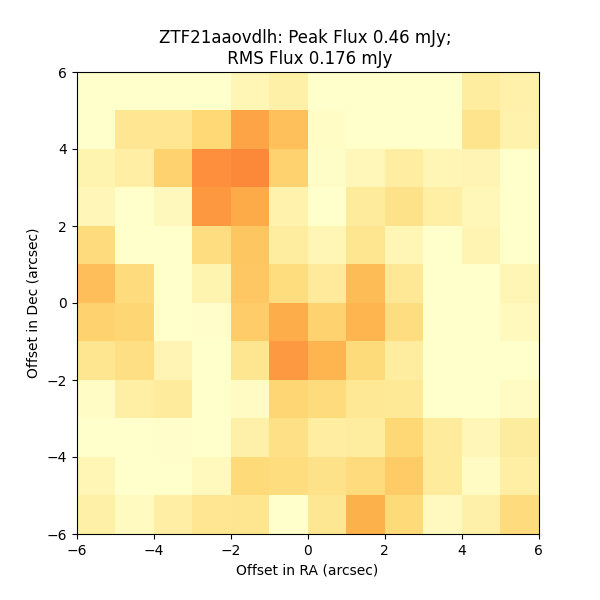 ZTF21aaovdlh: Peak Flux 0.46 mJy;
RMS Flux 0.176 mJy
6
4
2
0
−2
−4
−6
Offset in Dec (arcsec)
−6 −4 −2 0 2 4 6
Offset in RA (arcsec)